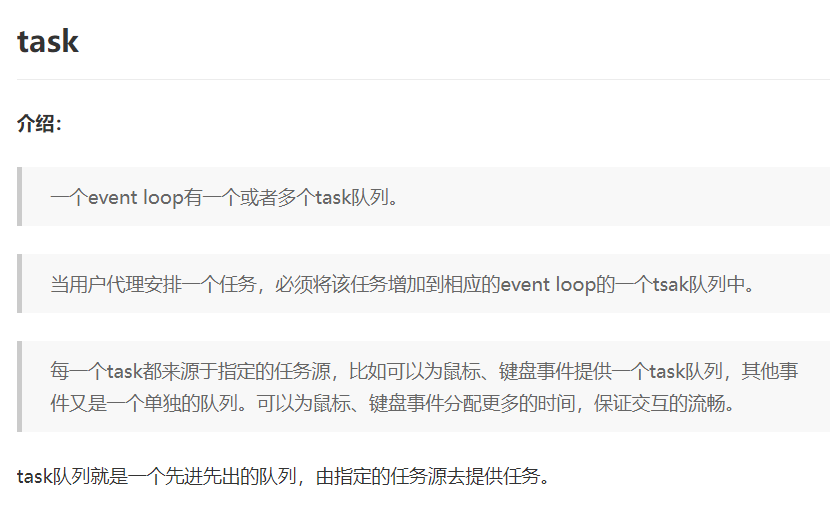 task
介绍：
一个event loop有一个或者多个task队列。
当用户代理安排一个任务，必须将该任务增加到相应的event loop的一个tsak队列中。
每一个task都来源于指定的任务源，比如可以为鼠标、键盘事件提供一个task队列，其他事
件又是一个单独的队列。可以为鼠标、键盘事件分配更多的时间，保证交互的流畅。
task队列就是一个先进先出的队列，由指定的任务源去提供任务。